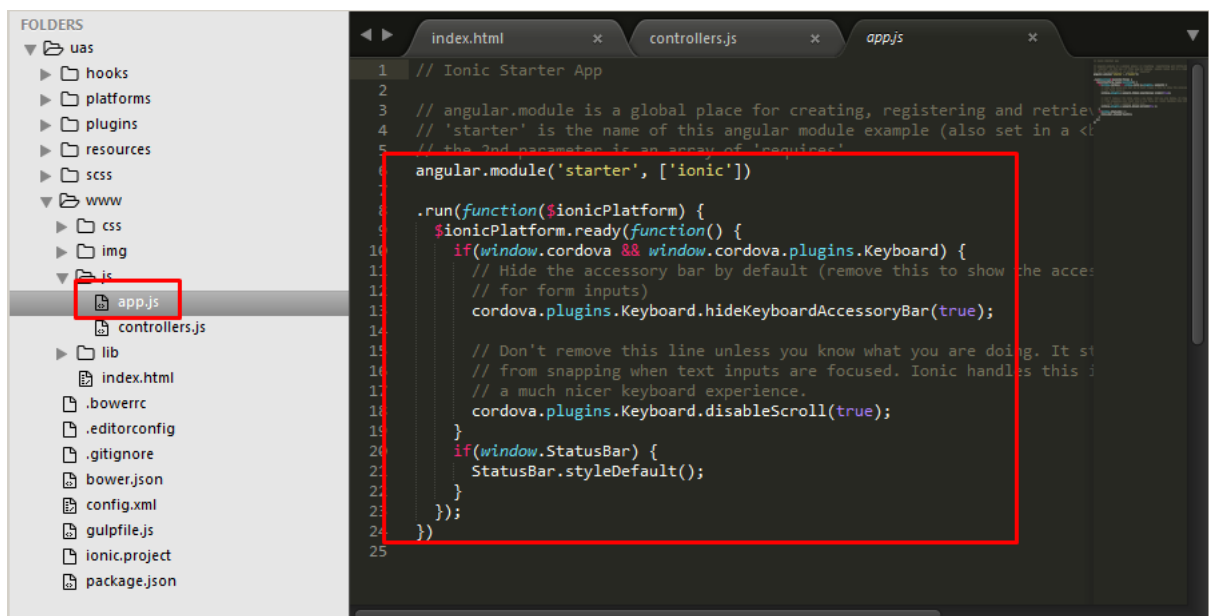 FOLDERS
uas
hooks
platforms
plugins
resources
scss
www
css
img
js
app.js
controllers.js
lib
index.html
.bowerrc
.editorconfig
.gitignore
bower.json
config.xml
gulpfile.js
ionic.project
package.json
index.html × controllers.js × app.js ×
1 // Ionic Starter App
2
3 // angular.module is a global place for creating, registering and retriev
4 // 'starter' is the name of this angular module example (also set in a <b
5 // the 2nd parameter is an array of 'requires'
6 angular.module('starter', ['ionic'])
7
8 .run(function($ionicPlatform) {
9 $ionicPlatform.ready(function() {
10 if(window.cordova && window.cordova.plugins.Keyboard) {
11 // Hide the accessory bar by default (remove this to show the acces
12 // for form inputs)
13 cordova.plugins.Keyboard.hideKeyboardAccessoryBar(true);
14
15 // Don't remove this line unless you know what you are doing. It st
16 // from snapping when text inputs are focused. Ionic handles this i
17 // a much nicer keyboard experience.
18 cordova.plugins.Keyboard.disableScroll(true);
19 }
20 if(window.StatusBar) {
21 StatusBar.styleDefault();
22 }
23 });
24 })
25